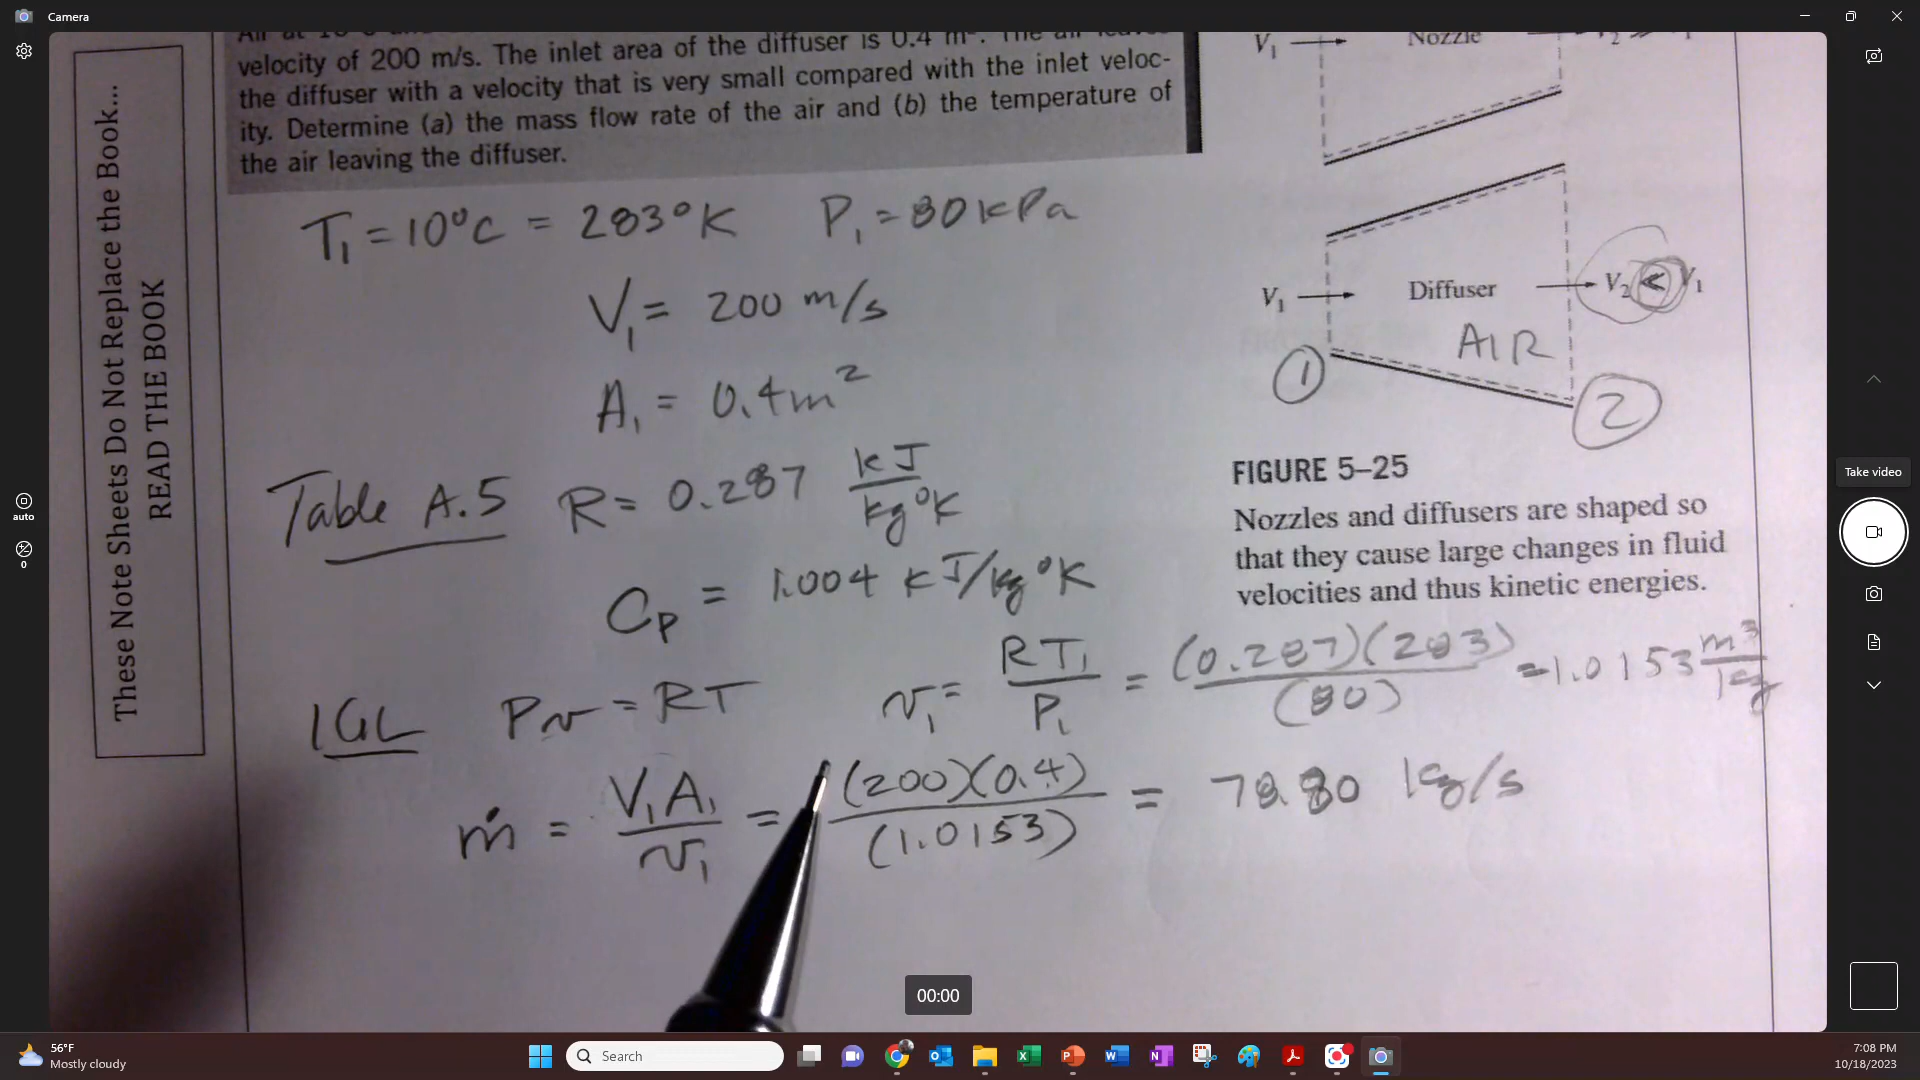 Camera
velocity of 200 m/s. The inlet area of the diffuser is 0.4 m². The air leaves
the diffuser with a velocity that is very small compared with the inlet veloc-
ity. Determine (a) the mass flow rate of the air and (b) the temperature of
the air leaving the diffuser.
These Note Sheets Do Not Replace the Book...
READ THE BOOK
V₁ Nozzle
V₁ Diffuser V₂ ≪ V₁
AIR
① ②
T₁ = 10°C = 283°K P₁ = 80 kPa
V₁ = 200 m/s
A₁ = 0.4 m²
Table A.5 R = 0.287 kJ/kg°K
Cp = 1.004 kJ/kg°K
FIGURE 5–25
Nozzles and diffusers are shaped so
that they cause large changes in fluid
velocities and thus kinetic energies.
IGL Pv = RT v₁ = RT₁/P₁ = (0.287)(283)/(80) = 1.0153 m³/kg
ṁ = V₁A₁/v₁ = (200)(0.4)/(1.0153) = 78.80 kg/s
auto
0
Take video
00:00
56°F
Mostly cloudy
Search
7:08 PM
10/18/2023